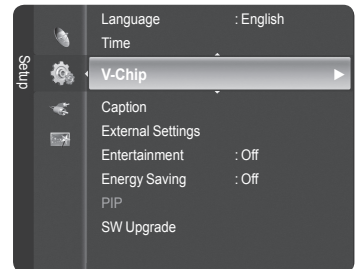 Setup
Language : English
Time
V-Chip
Caption
External Settings
Entertainment : Off
Energy Saving : Off
PIP
SW Upgrade